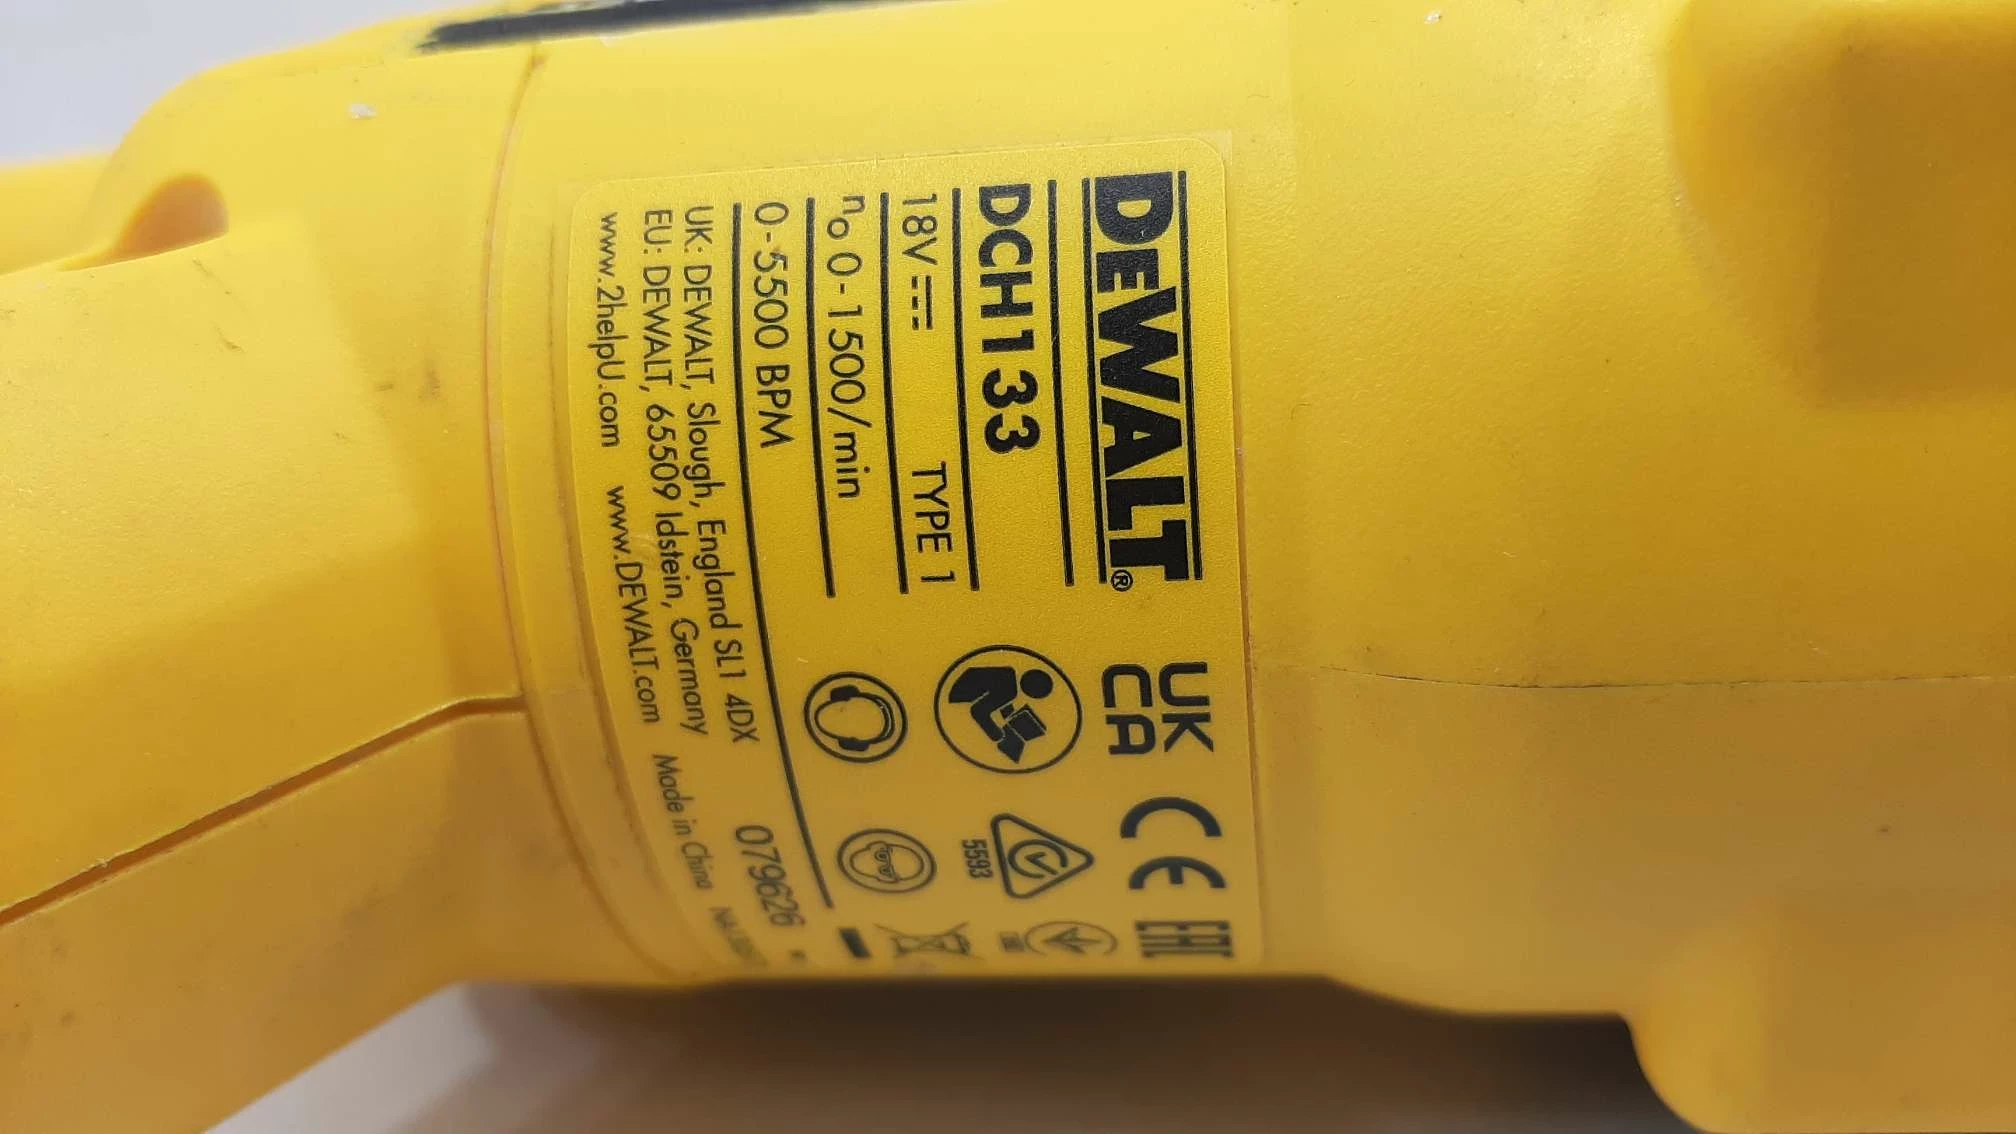 DEWALT®
UK
CA
CE
EAC
DCH133
5593
18V TYPE 1
n₀ 0-1500/min
0-5500 BPM
UK: DEWALT, Slough, England SL1 4DX
079626
EU: DEWALT, 65509 Idstein, Germany
www.2helpU.com www.DEWALT.com Made in China